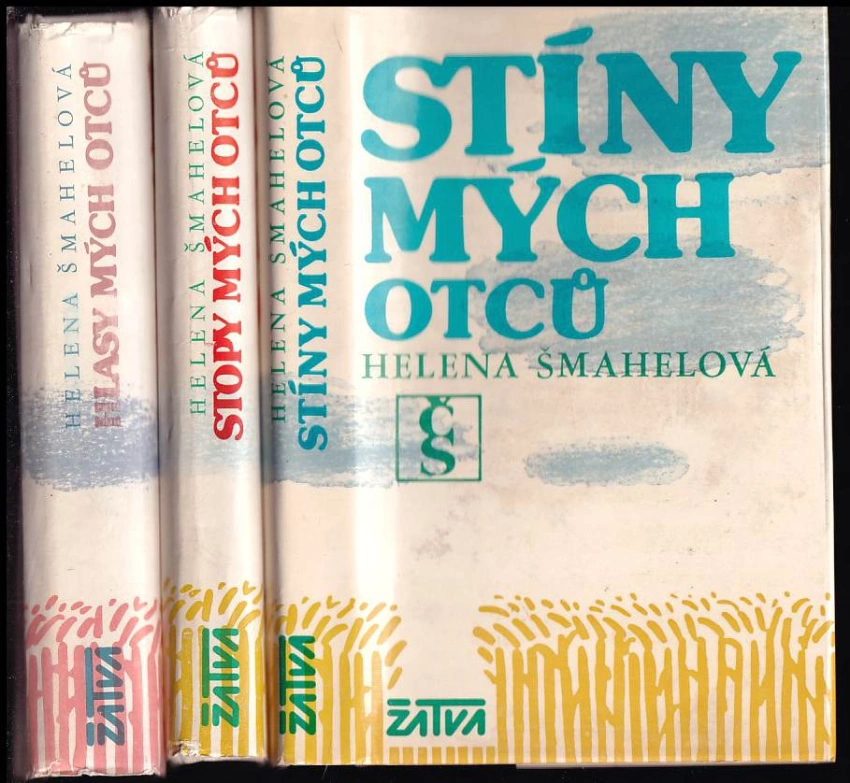 HELENA ŠMAHELOVÁ
HLASY MÝCH OTCŮ
ŽATVA
HELENA ŠMAHELOVÁ
STOPY MÝCH OTCŮ
ŽATVA
HELENA ŠMAHELOVÁ
STÍNY MÝCH OTCŮ
ŽATVA
STÍNY
MÝCH
OTCŮ
HELENA ŠMAHELOVÁ
Č
S
ŽATVA